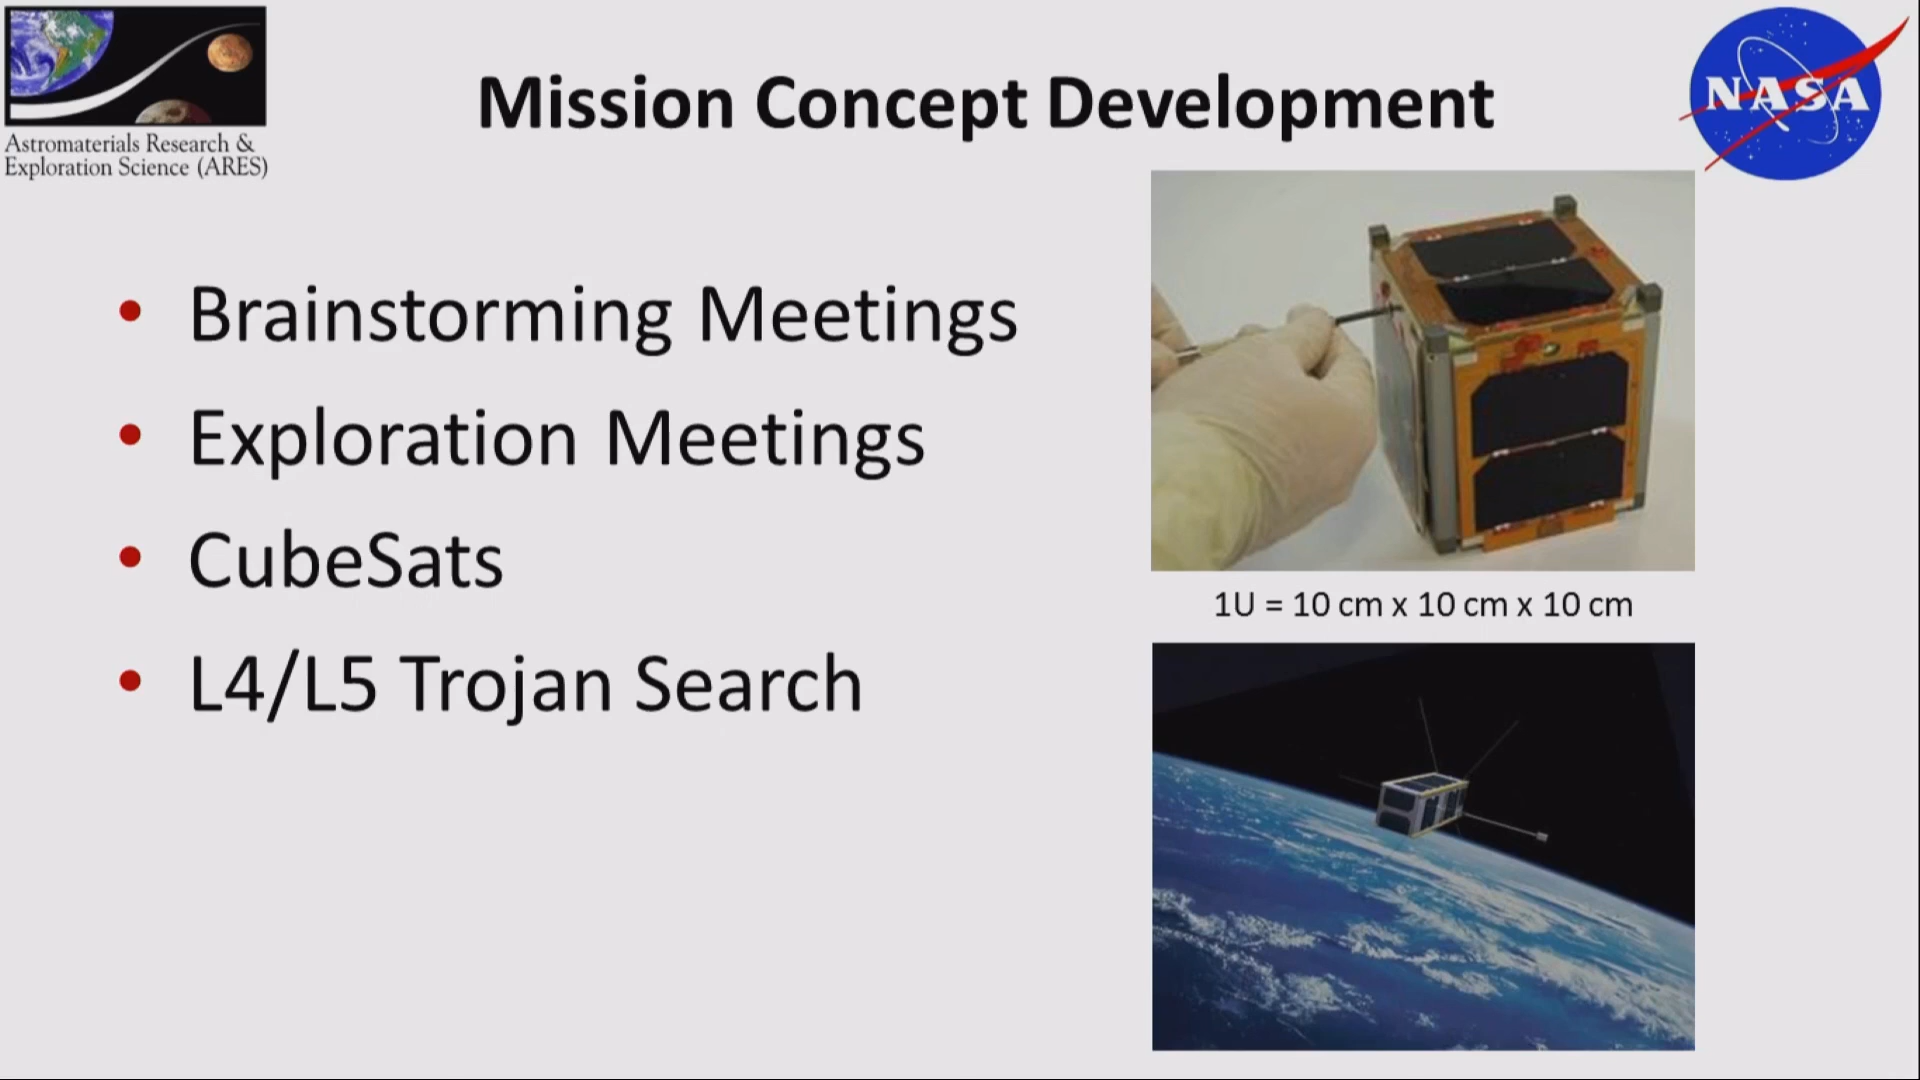 Astromaterials Research &
Exploration Science (ARES)
Mission Concept Development
NASA
• Brainstorming Meetings
• Exploration Meetings
• CubeSats
• L4/L5 Trojan Search
1U = 10 cm x 10 cm x 10 cm